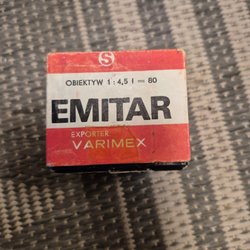 S
OBIEKTYW 1:4,5 f = 80
EMITAR
EXPORTER
VARIMEX